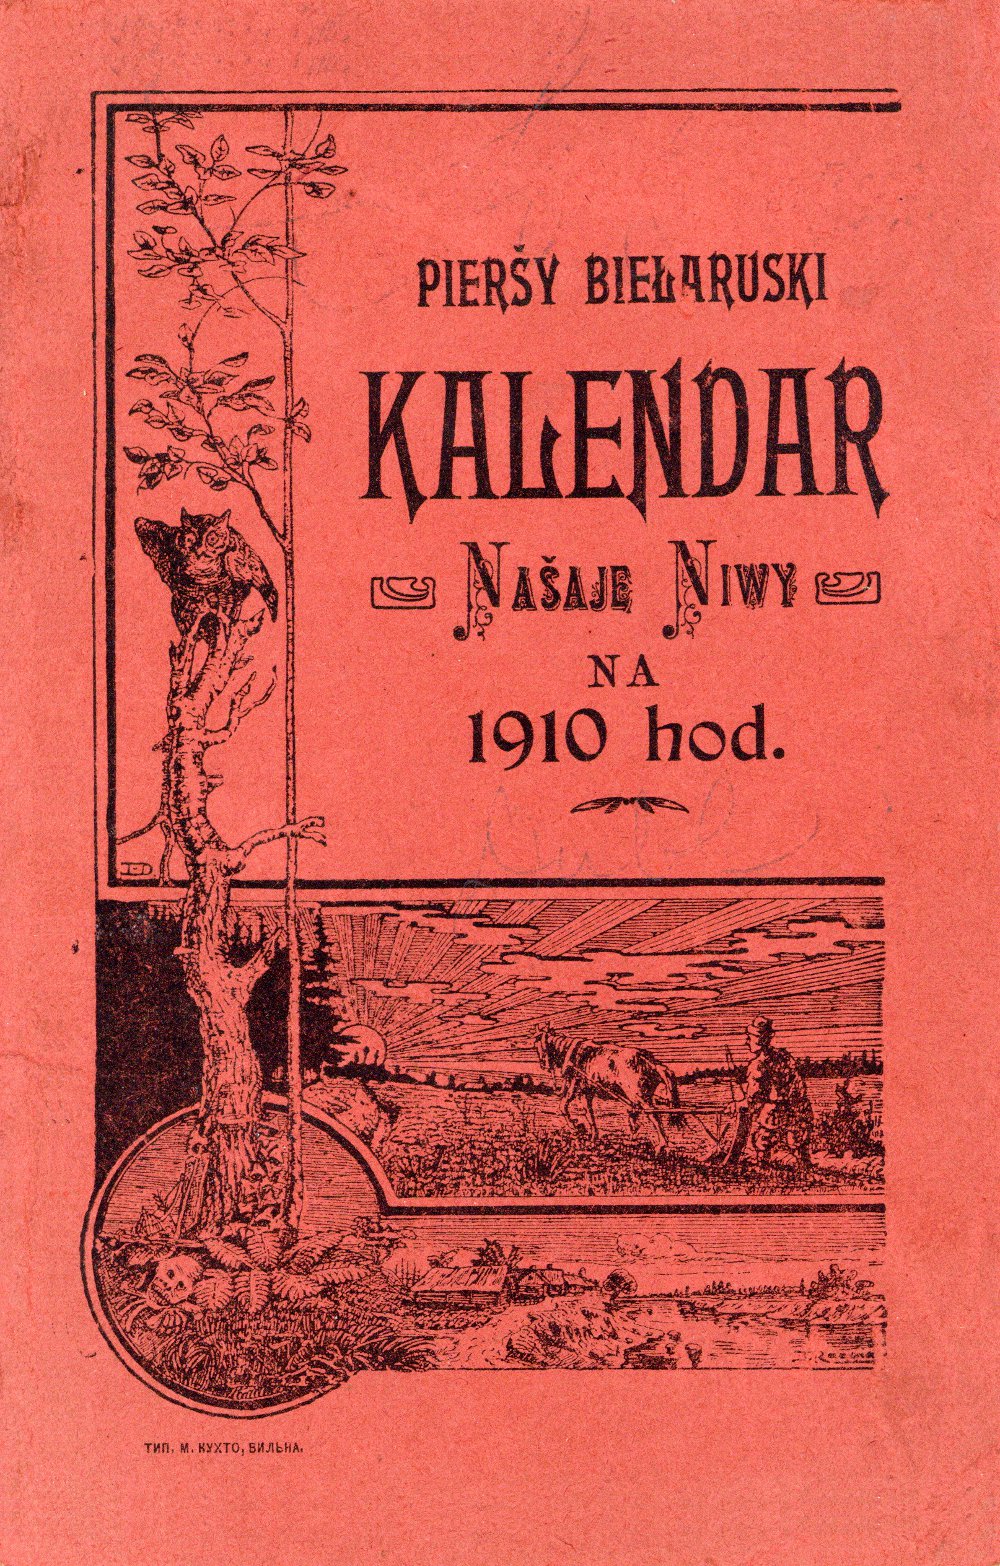 PIERŠY BIEŁARUSKI
KALENDAR
NAŠAJE NIWY
NA
1910 hod.
ТИП. М. КУХТО, ВИЛЬНА.